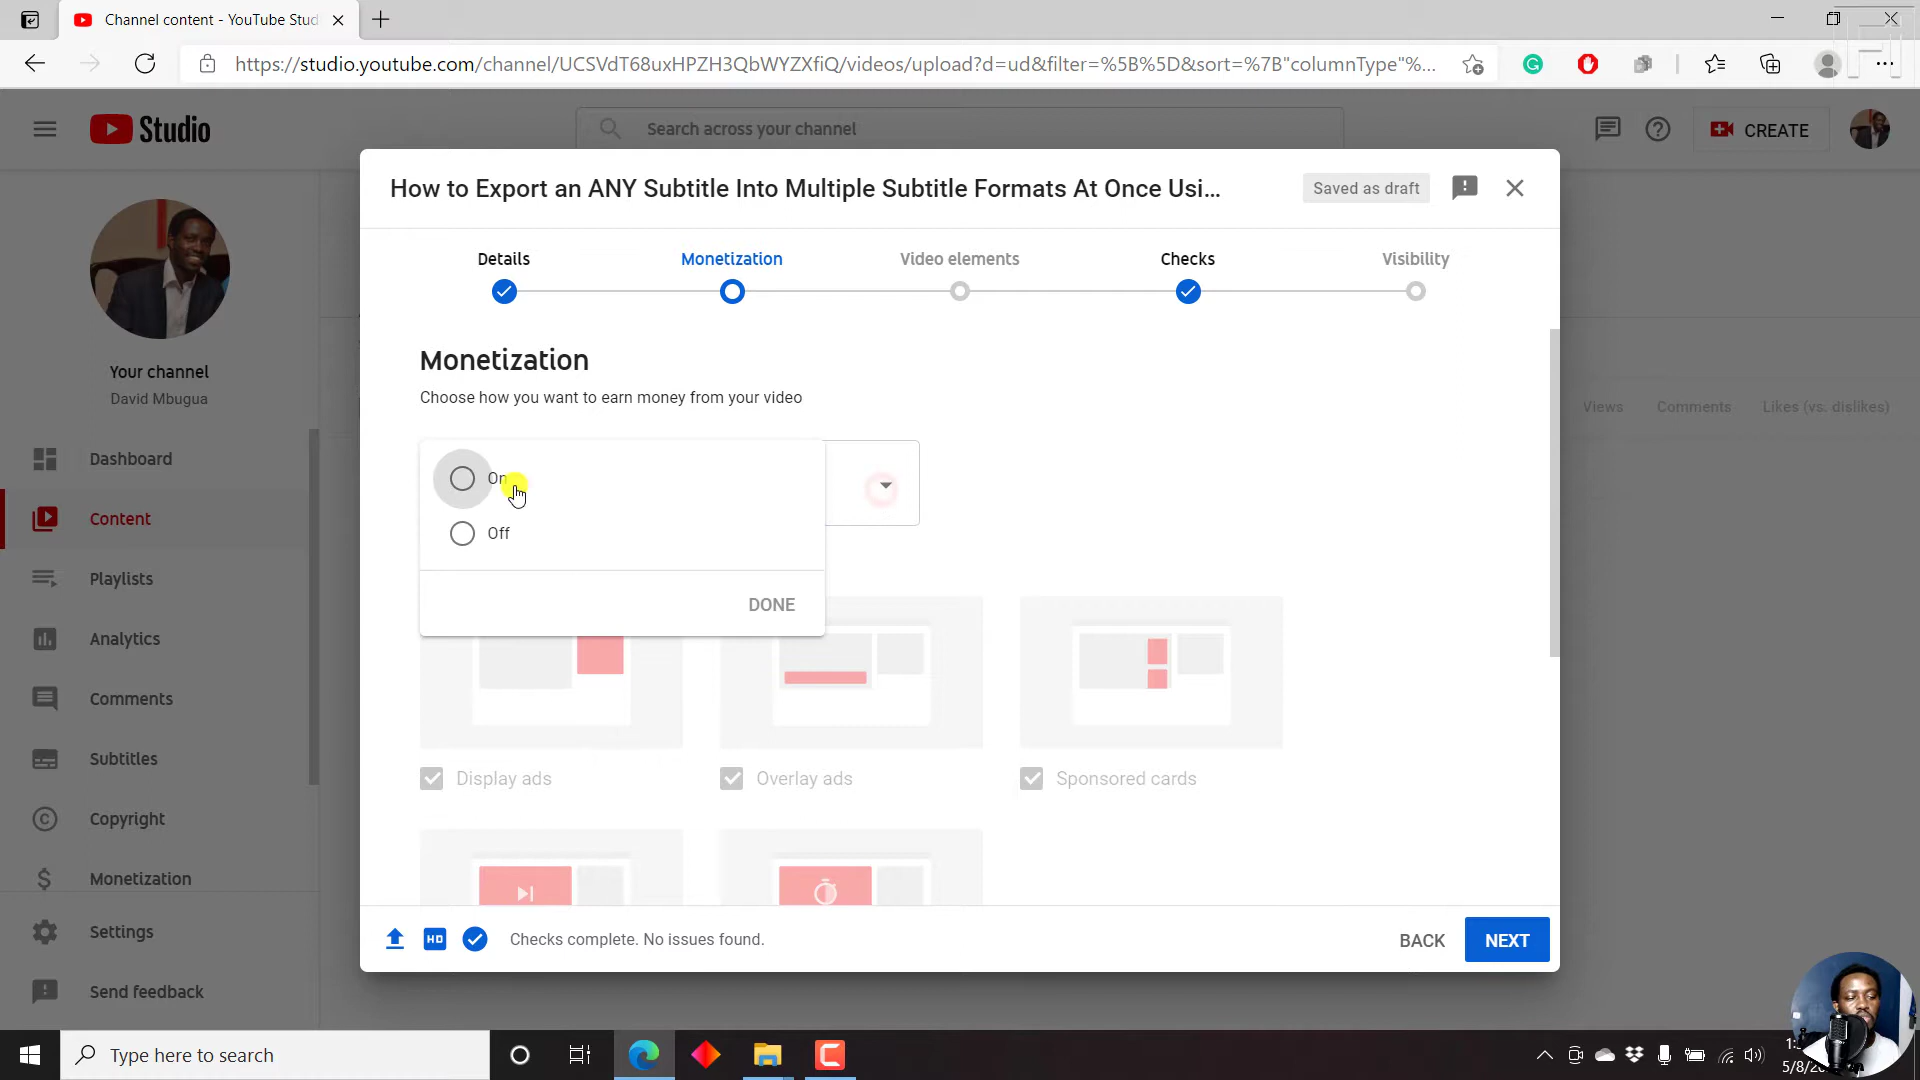 Channel content - YouTube Stud
https://studio.youtube.com/channel/UCSVdT68uxHPZH3QbWYZXfiQ/videos/upload?d=ud&filter=%5B%5D&sort=%7B"columnType"%...
Studio
Search across your channel
CREATE
How to Export an ANY Subtitle Into Multiple Subtitle Formats At Once Usi...
Saved as draft
Details
Monetization
Video elements
Checks
Visibility
Your channel
David Mbugua
Dashboard
Content
Playlists
Analytics
Comments
Subtitles
Copyright
Monetization
Settings
Send feedback
Monetization
Choose how you want to earn money from your video
On
Off
DONE
Views
Comments
Likes (vs. dislikes)
Display ads
Overlay ads
Sponsored cards
HD
Checks complete. No issues found.
BACK
NEXT
Type here to search